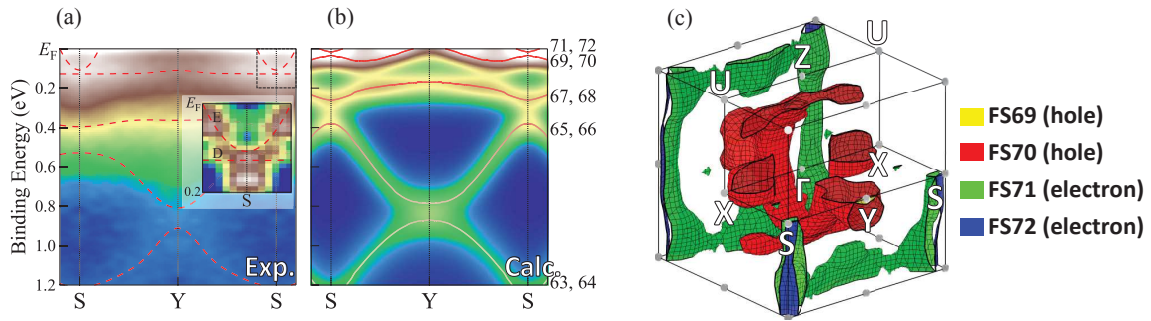 (a)
(b)
(c)
Binding Energy (eV)
E_F
0.2
0.4
0.6
0.8
1.0
1.2
E_F
E
D
0.2
S
Exp.
S
Y
S
Calc.
S
Y
S
71, 72
69, 70
67, 68
65, 66
63, 64
U
Z
U
X
Γ
X
S
Y
S
FS69 (hole)
FS70 (hole)
FS71 (electron)
FS72 (electron)